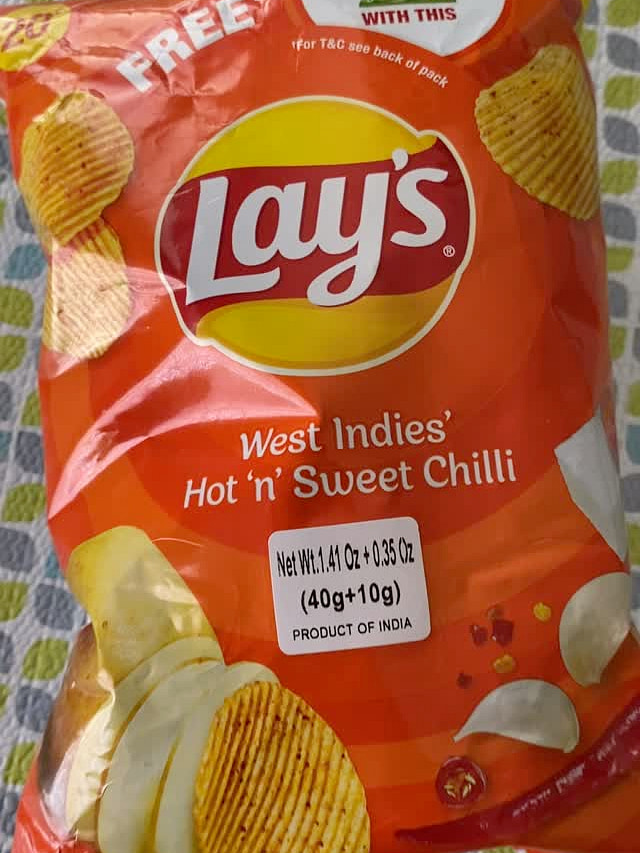 20
FREE
WITH THIS
For T&C see back of pack
Lay's
®
West Indies'
Hot 'n' Sweet Chilli
Net Wt.1.41 Oz + 0.35 Oz
(40g+10g)
PRODUCT OF INDIA